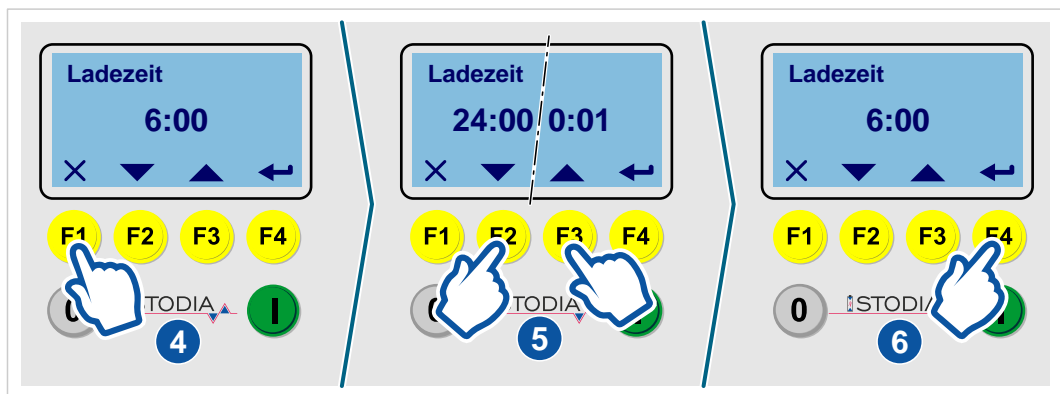 Ladezeit
6:00
F1 F2 F3 F4
STODIA
I
4
Ladezeit
24:00 0:01
F1 F2 F3 F4
TODIA
5
Ladezeit
6:00
F1 F2 F3 F4
0 STODIA
6